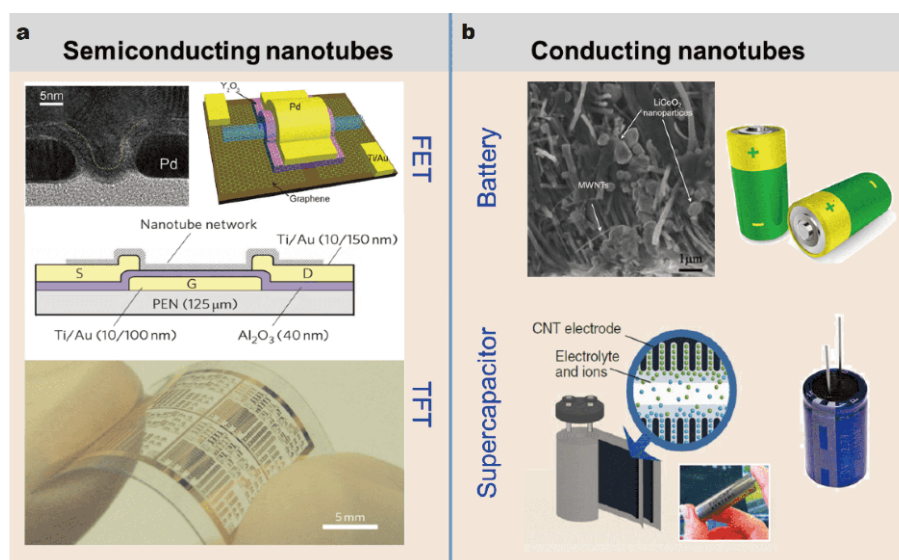 a
Semiconducting nanotubes
5nm
Pd
Y₂O₃
Pd
Ti/Au
Graphene
FET
Nanotube network
Ti/Au (10/150 nm)
S
D
G
PEN (125 μm)
Ti/Au (10/100 nm)
Al₂O₃ (40 nm)
TFT
5 mm
b
Conducting nanotubes
Battery
LiCoO₂
nanopartices
MWNTs
1μm
+
+
Supercapacitor
CNT electrode
Electrolyte
and ions